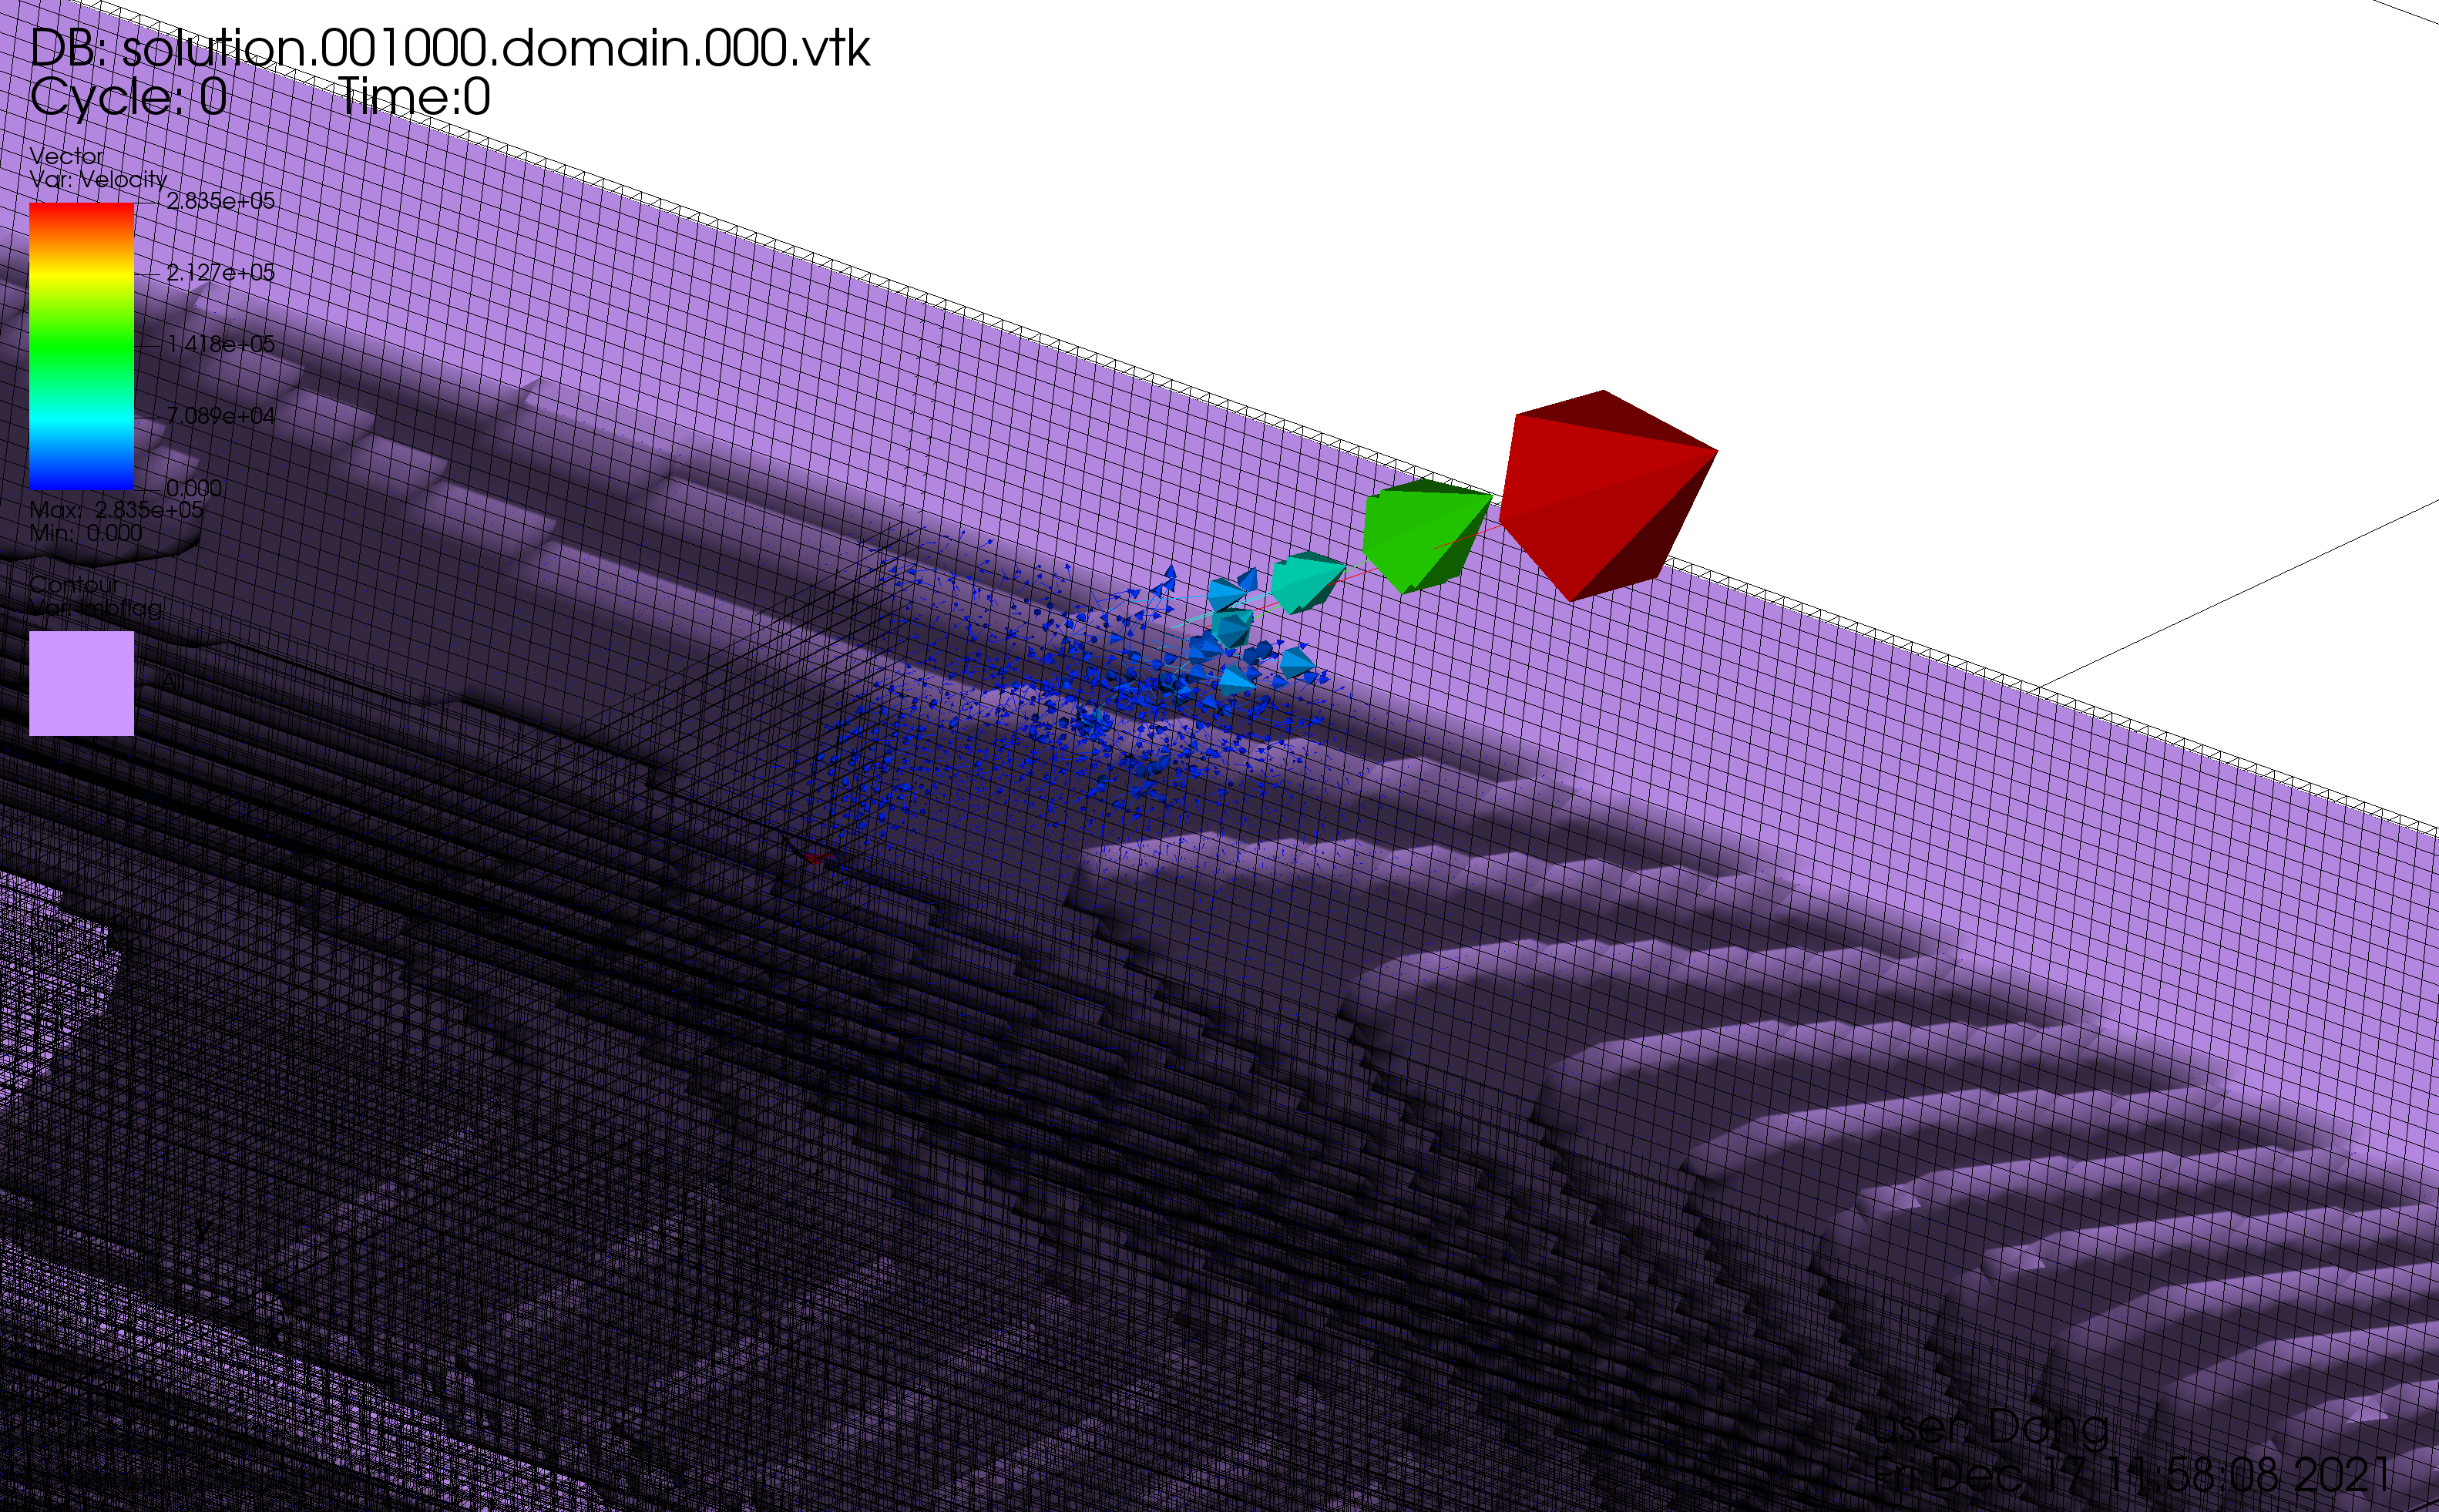 DB: solution.001000.domain.000.vtk
Cycle: 0 Time:0
Vector
Var: Velocity
2.835e+05
2.127e+05
1.418e+05
7.089e+04
0.000
Max: 2.835e+05
Min: 0.000
Contour
Var: imbflag
user: Dong
Fri Dec 17 11:58:08 2021